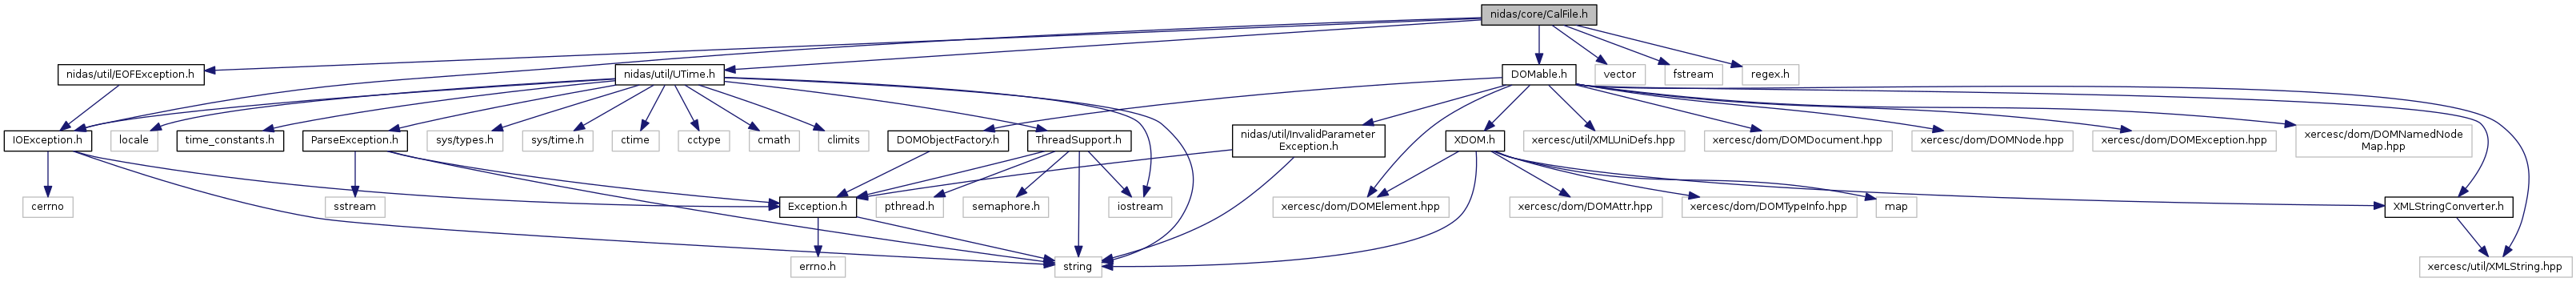 nidas/core/CalFile.h
nidas/util/EOFException.h
nidas/util/UTime.h
DOMable.h
vector
fstream
regex.h
IOException.h
locale
time_constants.h
ParseException.h
sys/types.h
sys/time.h
ctime
cctype
cmath
climits
DOMObjectFactory.h
ThreadSupport.h
nidas/util/InvalidParameter
Exception.h
XDOM.h
xercesc/util/XMLUniDefs.hpp
xercesc/dom/DOMDocument.hpp
xercesc/dom/DOMNode.hpp
xercesc/dom/DOMException.hpp
xercesc/dom/DOMNamedNode
Map.hpp
cerrno
sstream
Exception.h
pthread.h
semaphore.h
iostream
xercesc/dom/DOMElement.hpp
xercesc/dom/DOMAttr.hpp
xercesc/dom/DOMTypeInfo.hpp
map
XMLStringConverter.h
errno.h
string
xercesc/util/XMLString.hpp